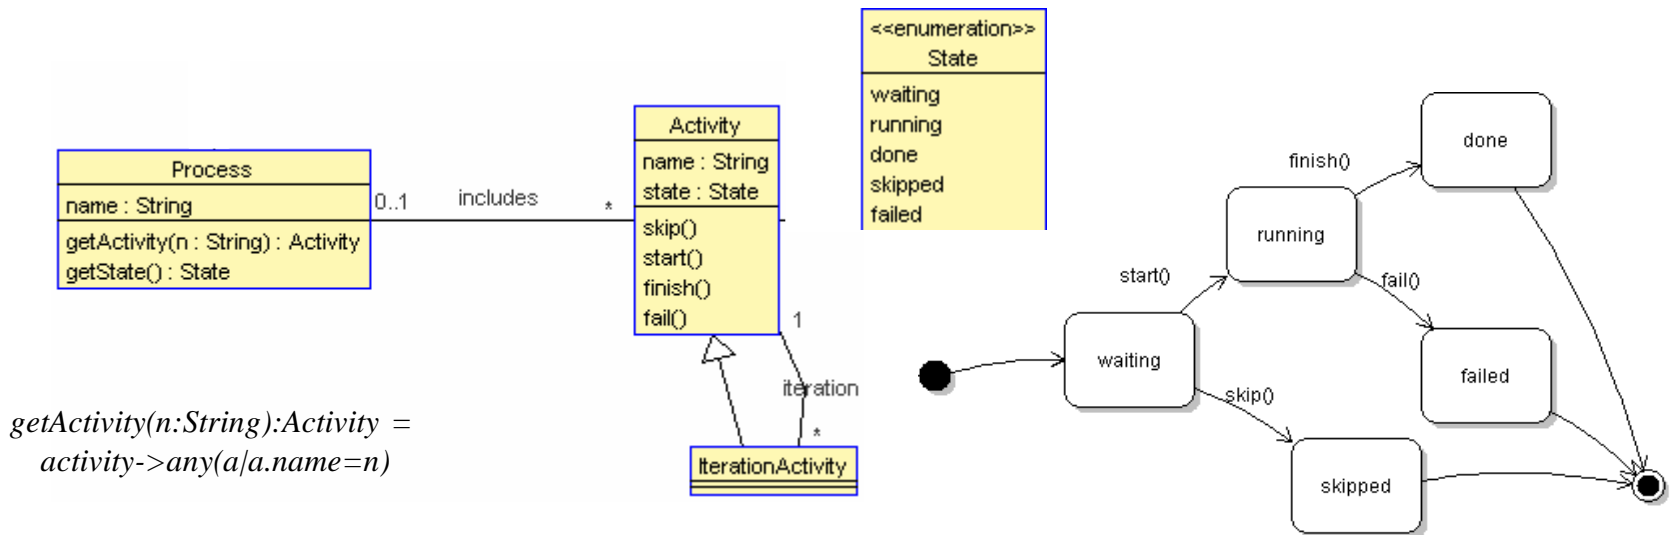 Process
name : String
getActivity(n : String) : Activity
getState() : State
0..1
includes
*
Activity
name : String
state : State
skip()
start()
finish()
fail()
1
iteration
*
IterationActivity
getActivity(n:String):Activity =
activity->any(a|a.name=n)
<<enumeration>>
State
waiting
running
done
skipped
failed
done
finish()
running
start()
fail()
waiting
failed
skip()
skipped